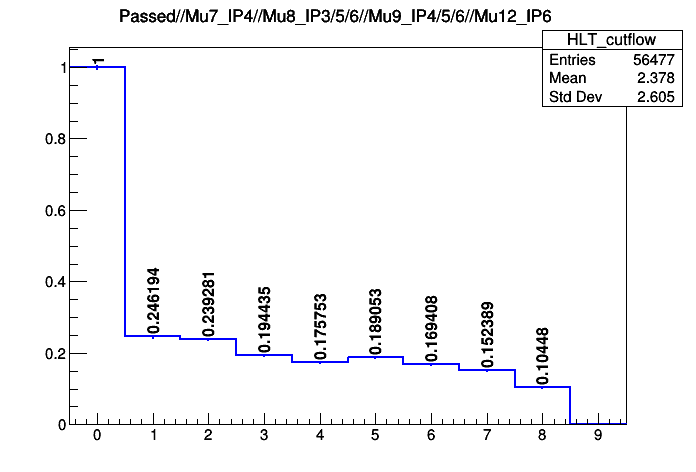 Passed//Mu7_IP4//Mu8_IP3/5/6//Mu9_IP4/5/6//Mu12_IP6
HLT_cutflow
Entries 56477
Mean 2.378
Std Dev 2.605
1
0.8
0.6
0.4
0.2
0
1
0.246194
0.239281
0.194435
0.175753
0.189053
0.169408
0.152389
0.10448
0 1 2 3 4 5 6 7 8 9